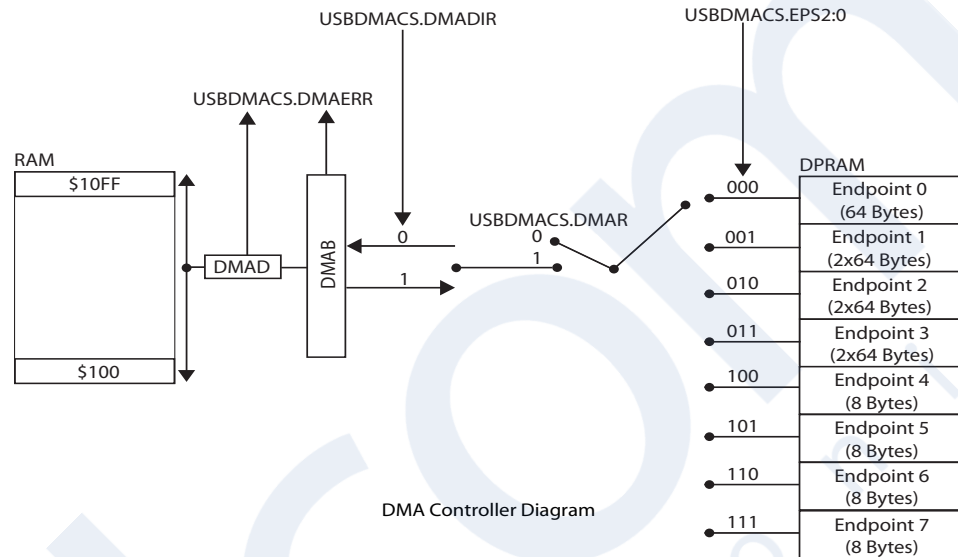 USBDMACS.DMADIR
USBDMACS.EPS2:0
USBDMACS.DMAERR
RAM
$10FF
$100
DMAD
DMAB
0
1
USBDMACS.DMAR
0
1
DPRAM
000
Endpoint 0
(64 Bytes)
001
Endpoint 1
(2x64 Bytes)
010
Endpoint 2
(2x64 Bytes)
011
Endpoint 3
(2x64 Bytes)
100
Endpoint 4
(8 Bytes)
101
Endpoint 5
(8 Bytes)
110
Endpoint 6
(8 Bytes)
111
Endpoint 7
(8 Bytes)
DMA Controller Diagram